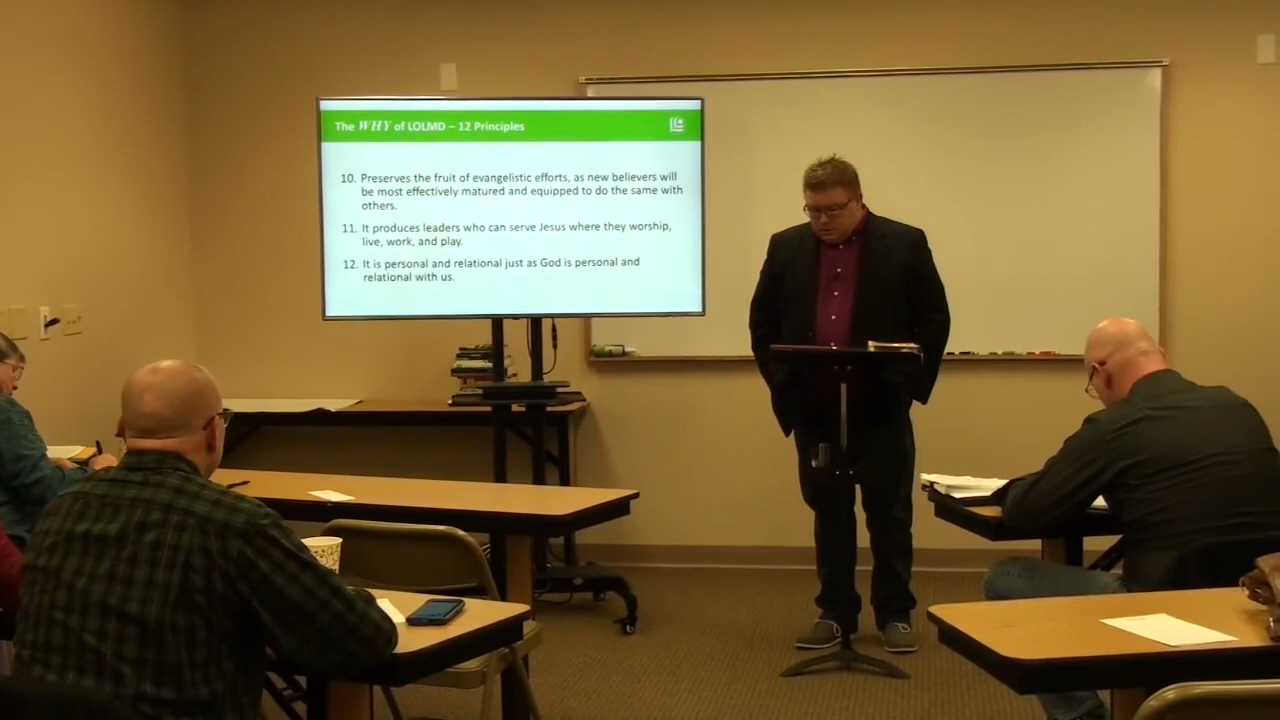 The WHY of LOLMD – 12 Principles
10. Preserves the fruit of evangelistic efforts, as new believers will
be most effectively matured and equipped to do the same with
others.
11. It produces leaders who can serve Jesus where they worship,
live, work, and play.
12. It is personal and relational just as God is personal and
relational with us.